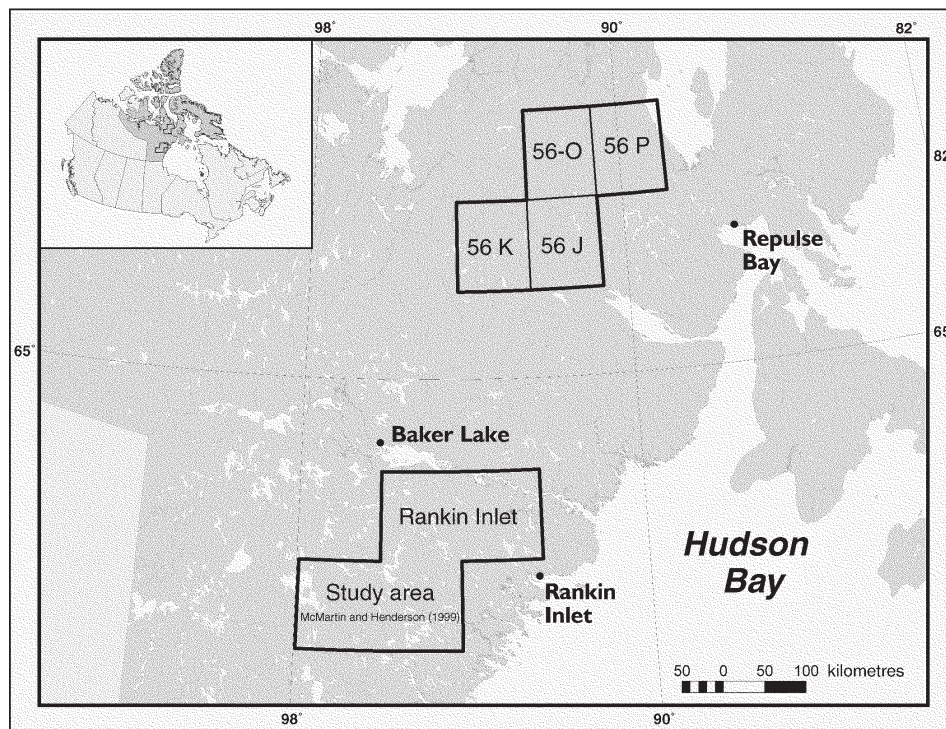 98°
90°
82°
56-O
56 P
82
56 K
56 J
Repulse
Bay
65°
65
Baker Lake
Rankin Inlet
Hudson
Bay
Study area
McMartin and Henderson (1999)
Rankin
Inlet
50 0 50 100 kilometres
98°
90°